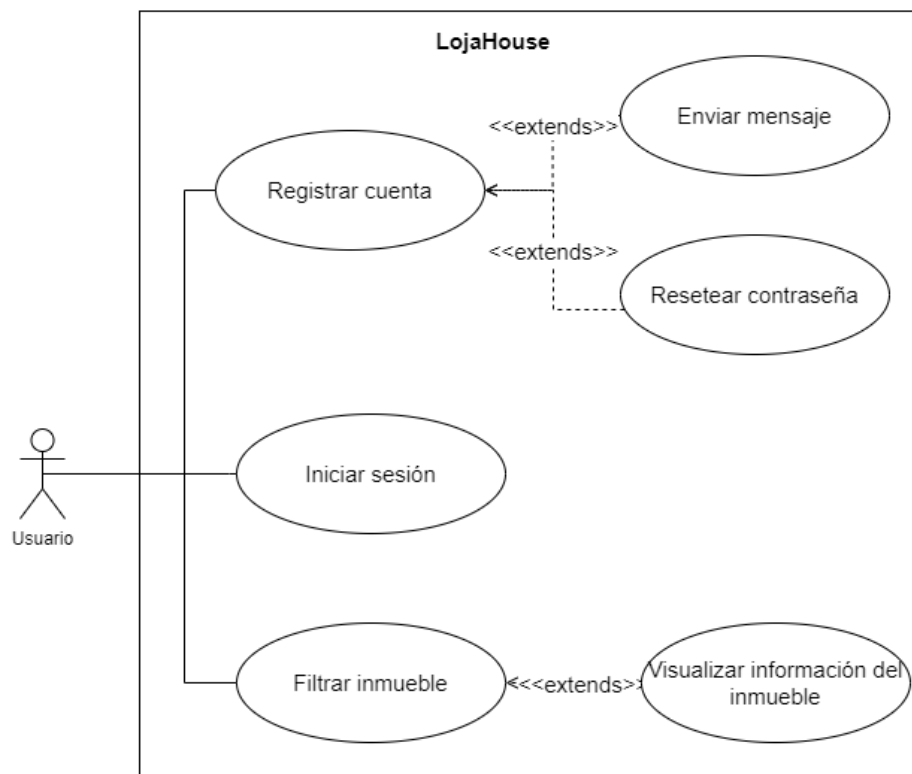 LojaHouse
Enviar mensaje
<<extends>>
Registrar cuenta
<<extends>>
Resetear contraseña
Iniciar sesión
Usuario
Filtrar inmueble
<<extends>>
Visualizar información del
inmueble